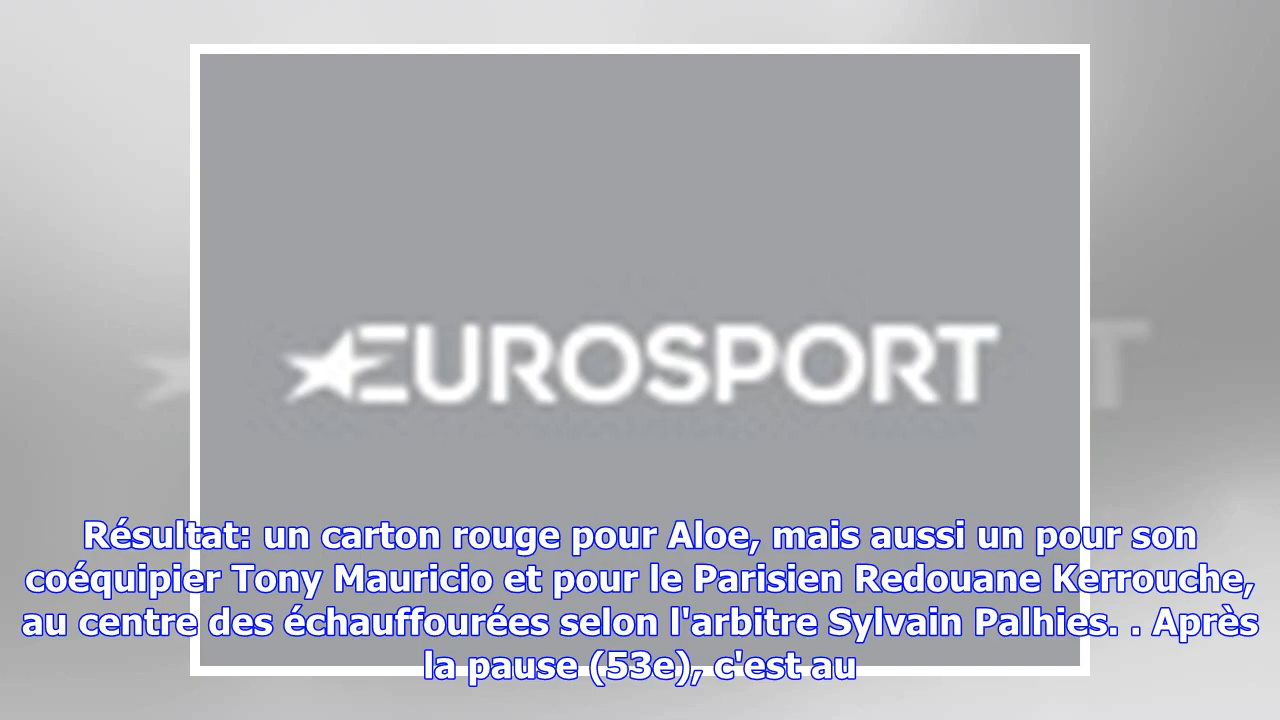 EUROSPORT
Résultat: un carton rouge pour Aloe, mais aussi un pour son
coéquipier Tony Mauricio et pour le Parisien Redouane Kerrouche,
au centre des échauffourées selon l'arbitre Sylvain Palhies. . Après
la pause (53e), c'est au